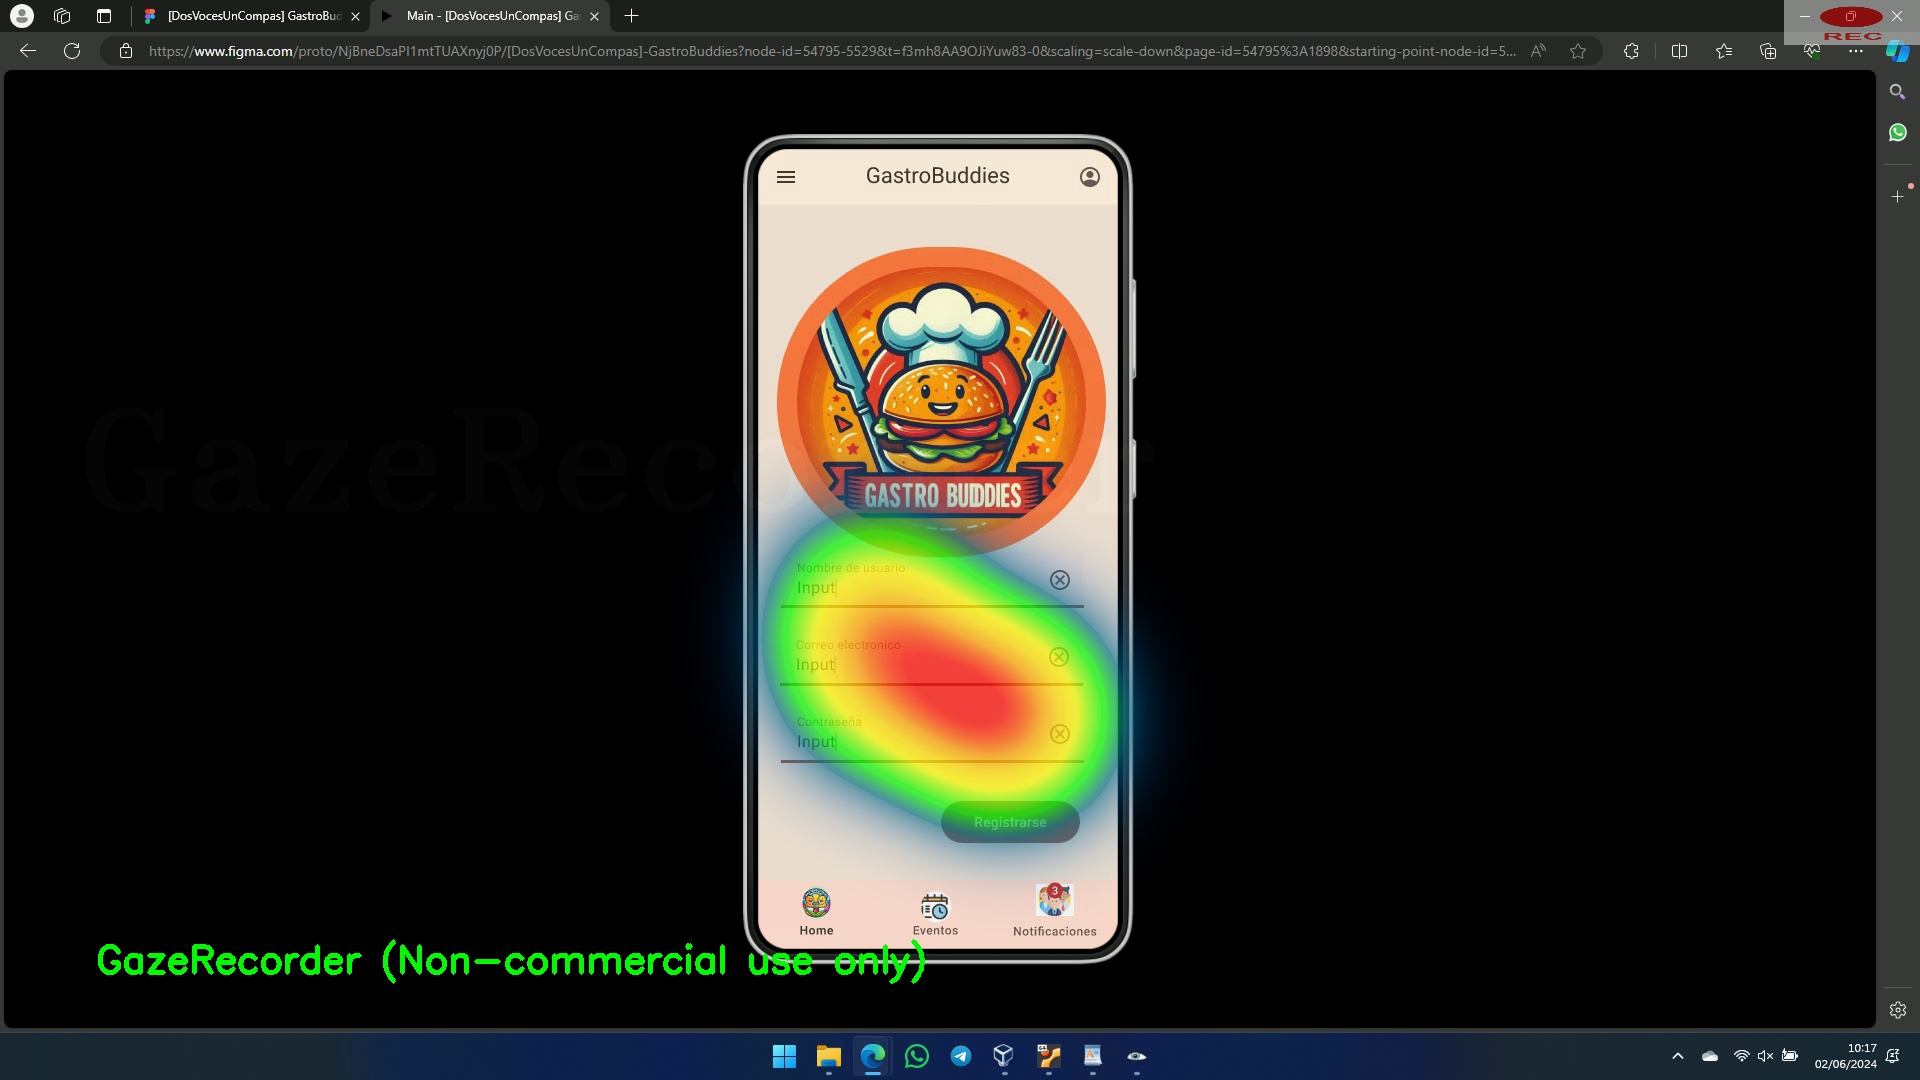 [DosVocesUnCompas] GastroBud
Main - [DosVocesUnCompas] Ga
REC
https://www.figma.com/proto/NjBneDsaPI1mtTUAXnyj0P/[DosVocesUnCompas]-GastroBuddies?node-id=54795-5529&t=f3mh8AA9OJiYuw83-0&scaling=scale-down&page-id=54795%3A1898&starting-point-node-id=5...
GastroBuddies
GazeRecorder
GASTRO BUDDIES
Nombre de usuario
Input
Correo electronico
Input
Contraseña
Input
Registrarse
3
Home
Eventos
Notificaciones
GazeRecorder (Non-commercial use only)
10:17
02/06/2024